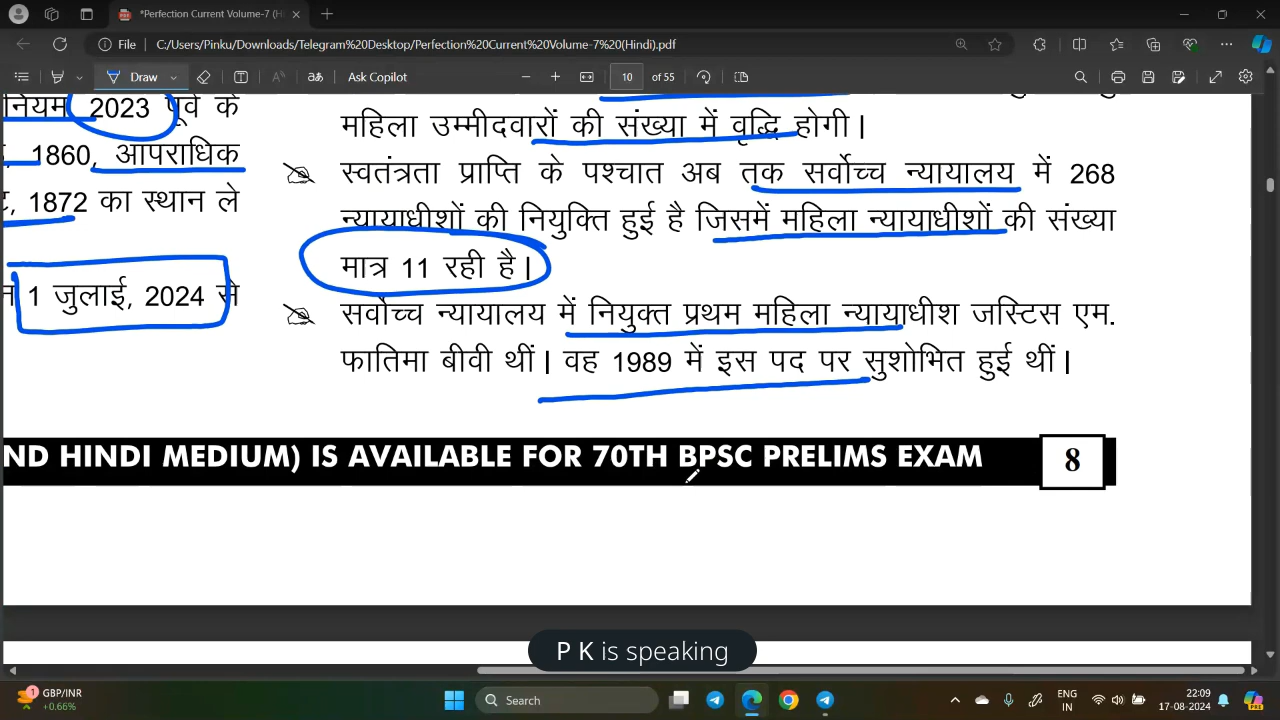 *Perfection Current Volume-7 (H
File
C:/Users/Pinku/Downloads/Telegram%20Desktop/Perfection%20Current%20Volume-7%20(Hindi).pdf
Draw
Ask Copilot
10 of 55
नियम 2023 पूर्व के
1860, आपराधिक
1872 का स्थान ले
1 जुलाई, 2024 से
महिला उम्मीदवारों की संख्या में वृद्धि होगी।
स्वतंत्रता प्राप्ति के पश्चात अब तक सर्वोच्च न्यायालय में 268
न्यायाधीशों की नियुक्ति हुई है जिसमें महिला न्यायाधीशों की संख्या
मात्र 11 रही है।
सर्वोच्च न्यायालय में नियुक्त प्रथम महिला न्यायाधीश जस्टिस एम.
फातिमा बीवी थीं। वह 1989 में इस पद पर सुशोभित हुई थीं।
ND HINDI MEDIUM) IS AVAILABLE FOR 70TH BPSC PRELIMS EXAM
8
P K is speaking
GBP/INR
+0.66%
1
Search
ENG
IN
22:09
17-08-2024